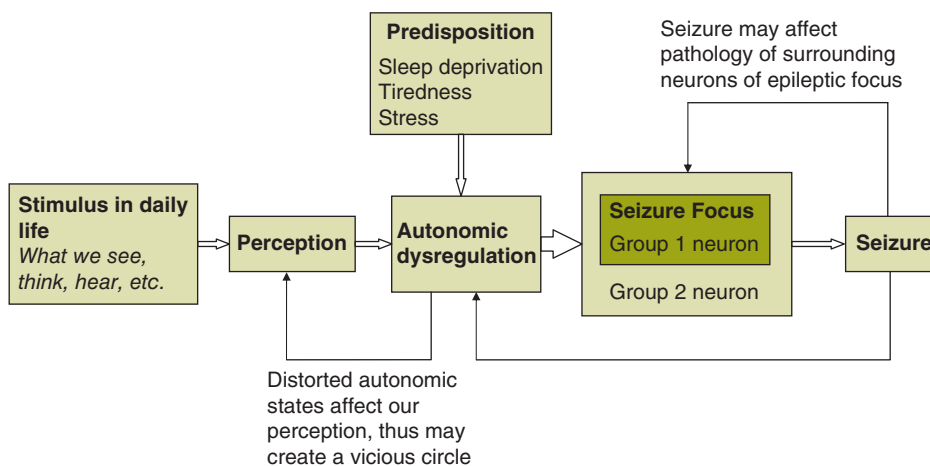 Predisposition
Sleep deprivation
Tiredness
Stress
Seizure may affect
pathology of surrounding
neurons of epileptic focus
Stimulus in daily
life
What we see,
think, hear, etc.
Perception
Autonomic
dysregulation
Seizure Focus
Group 1 neuron
Group 2 neuron
Seizure
Distorted autonomic
states affect our
perception, thus may
create a vicious circle